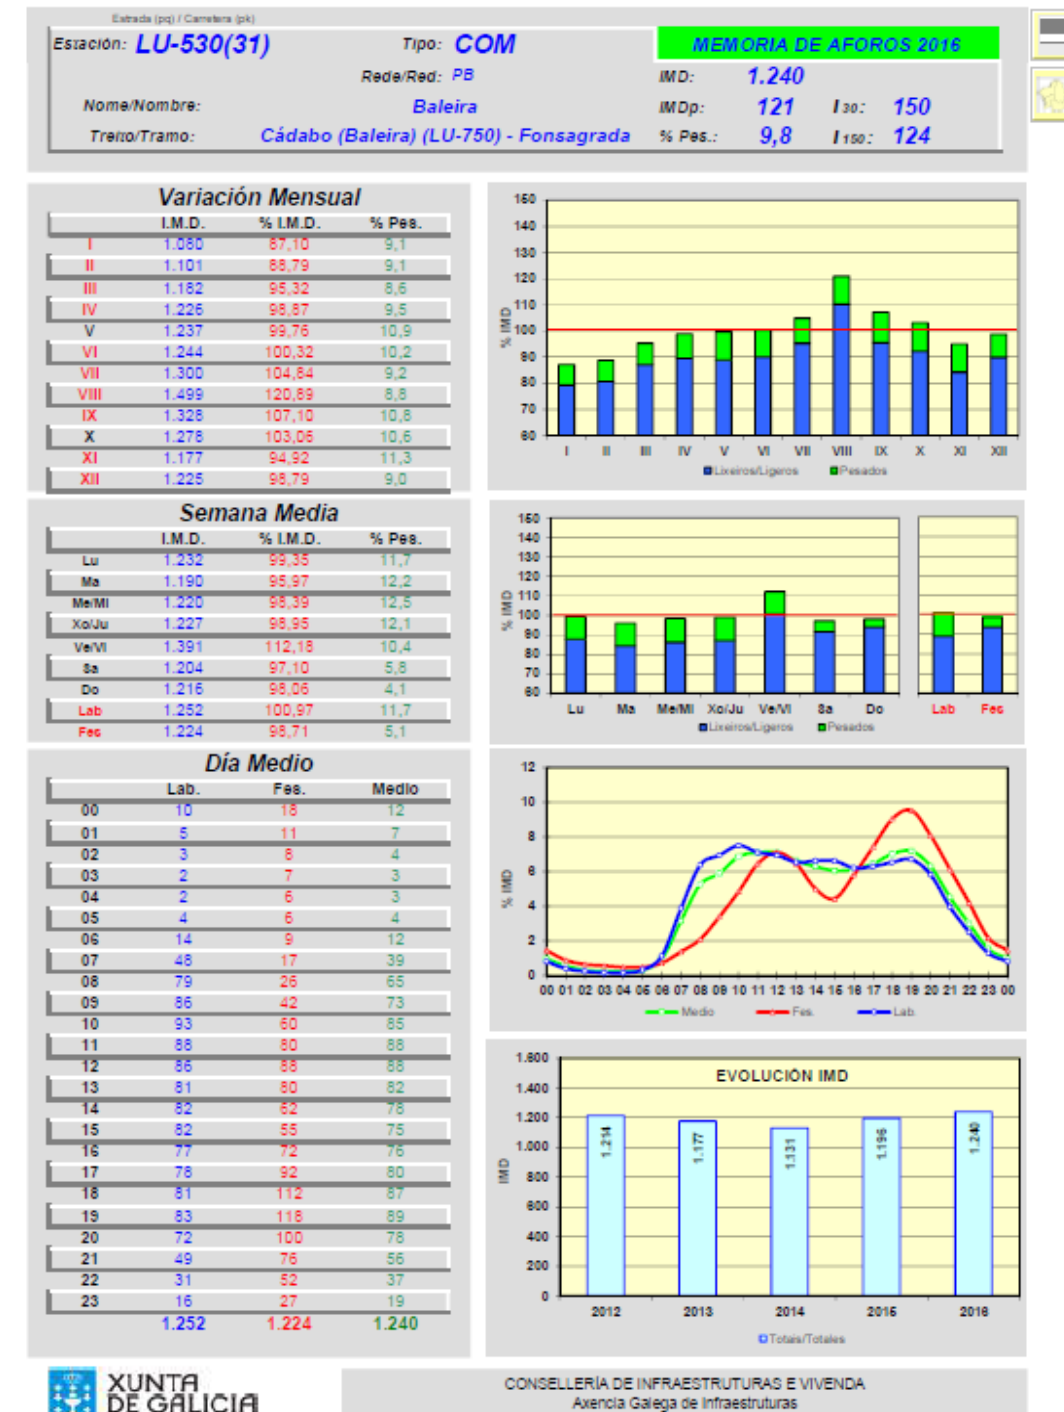 Estrada (pq) / Carretera (pk)
Estación: LU-530(31) Tipo: COM MEMORIA DE AFOROS 2016
Rede/Red: PB IMD: 1.240
Nome/Nombre: Baleira IMDp: 121 I 30: 150
Treito/Tramo: Cádabo (Baleira) (LU-750) - Fonsagrada % Pes.: 9,8 I 150: 124
Variación Mensual
I.M.D. % I.M.D. % Pes.
I 1.080 87,10 9,1
II 1.101 88,79 9,1
III 1.182 95,32 8,6
IV 1.226 98,87 9,5
V 1.237 99,76 10,9
VI 1.244 100,32 10,2
VII 1.300 104,84 9,2
VIII 1.499 120,89 8,8
IX 1.328 107,10 10,8
X 1.278 103,06 10,6
XI 1.177 94,92 11,3
XII 1.225 98,79 9,0
150
140
130
120
110
100
90
80
70
60
% IMD
I II III IV V VI VII VIII IX X XI XII
Lixeiros/Ligeros Pesados
Semana Media
I.M.D. % I.M.D. % Pes.
Lu 1.232 99,35 11,7
Ma 1.190 95,97 12,2
Me/Mi 1.220 98,39 12,5
Xo/Ju 1.227 98,95 12,1
Ve/Vi 1.391 112,18 10,4
Sa 1.204 97,10 5,8
Do 1.216 98,06 4,1
Lab 1.252 100,97 11,7
Fes 1.224 98,71 5,1
150
140
130
120
110
100
90
80
70
60
% IMD
Lu Ma Me/Mi Xo/Ju Ve/Vi Sa Do Lab Fes
Lixeiros/Ligeros Pesados
Día Medio
Lab. Fes. Medio
00 10 18 12
01 5 11 7
02 3 8 4
03 2 7 3
04 2 6 3
05 4 6 4
06 14 9 12
07 48 17 39
08 79 26 65
09 86 42 73
10 93 60 85
11 88 80 88
12 86 88 88
13 81 80 82
14 82 62 78
15 82 55 75
16 77 72 76
17 78 92 80
18 81 112 87
19 83 118 89
20 72 100 78
21 49 76 56
22 31 52 37
23 16 27 19
1.252 1.224 1.240
12
10
8
6
4
2
0
% IMD
00 01 02 03 04 05 06 07 08 09 10 11 12 13 14 15 16 17 18 19 20 21 22 23 00
Medio Fes. Lab.
EVOLUCIÓN IMD
1.600
1.400
1.200
1.000
800
600
400
200
0
IMD
1.214 1.177 1.131 1.196 1.240
2012 2013 2014 2015 2016
Totais/Totales
XUNTA
DE GALICIA
CONSELLERÍA DE INFRAESTRUTURAS E VIVENDA
Axencia Galega de Infraestruturas